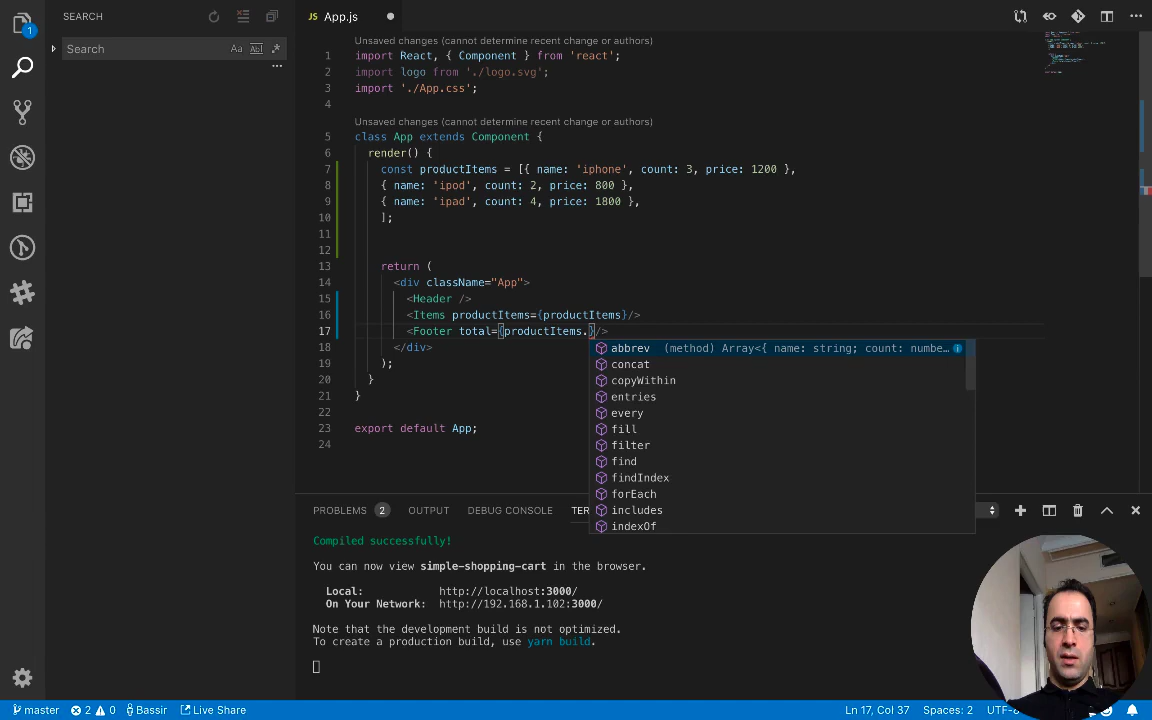 SEARCH
JS App.js
1
Search
Aa Abl .*
Unsaved changes (cannot determine recent change or authors)
1 import React, { Component } from 'react';
2 import logo from './logo.svg';
3 import './App.css';
4
Unsaved changes (cannot determine recent change or authors)
5 class App extends Component {
6 render() {
7 const productItems = [{ name: 'iphone', count: 3, price: 1200 },
8 { name: 'ipod', count: 2, price: 800 },
9 { name: 'ipad', count: 4, price: 1800 },
10 ];
11
12
13 return (
14 <div className="App">
15 <Header />
16 <Items productItems={productItems}/>
17 <Footer total={productItems.}/>
18 </div>
19 );
20 }
21 }
22
23 export default App;
24
abbrev (method) Array<{ name: string; count: numbe…
concat
copyWithin
entries
every
fill
filter
find
findIndex
forEach
includes
indexOf
PROBLEMS 2 OUTPUT DEBUG CONSOLE TER
Compiled successfully!
You can now view simple-shopping-cart in the browser.
Local: http://localhost:3000/
On Your Network: http://192.168.1.102:3000/
Note that the development build is not optimized.
To create a production build, use yarn build.
master 2 0 Bassir Live Share Ln 17, Col 37 Spaces: 2 UTF-8